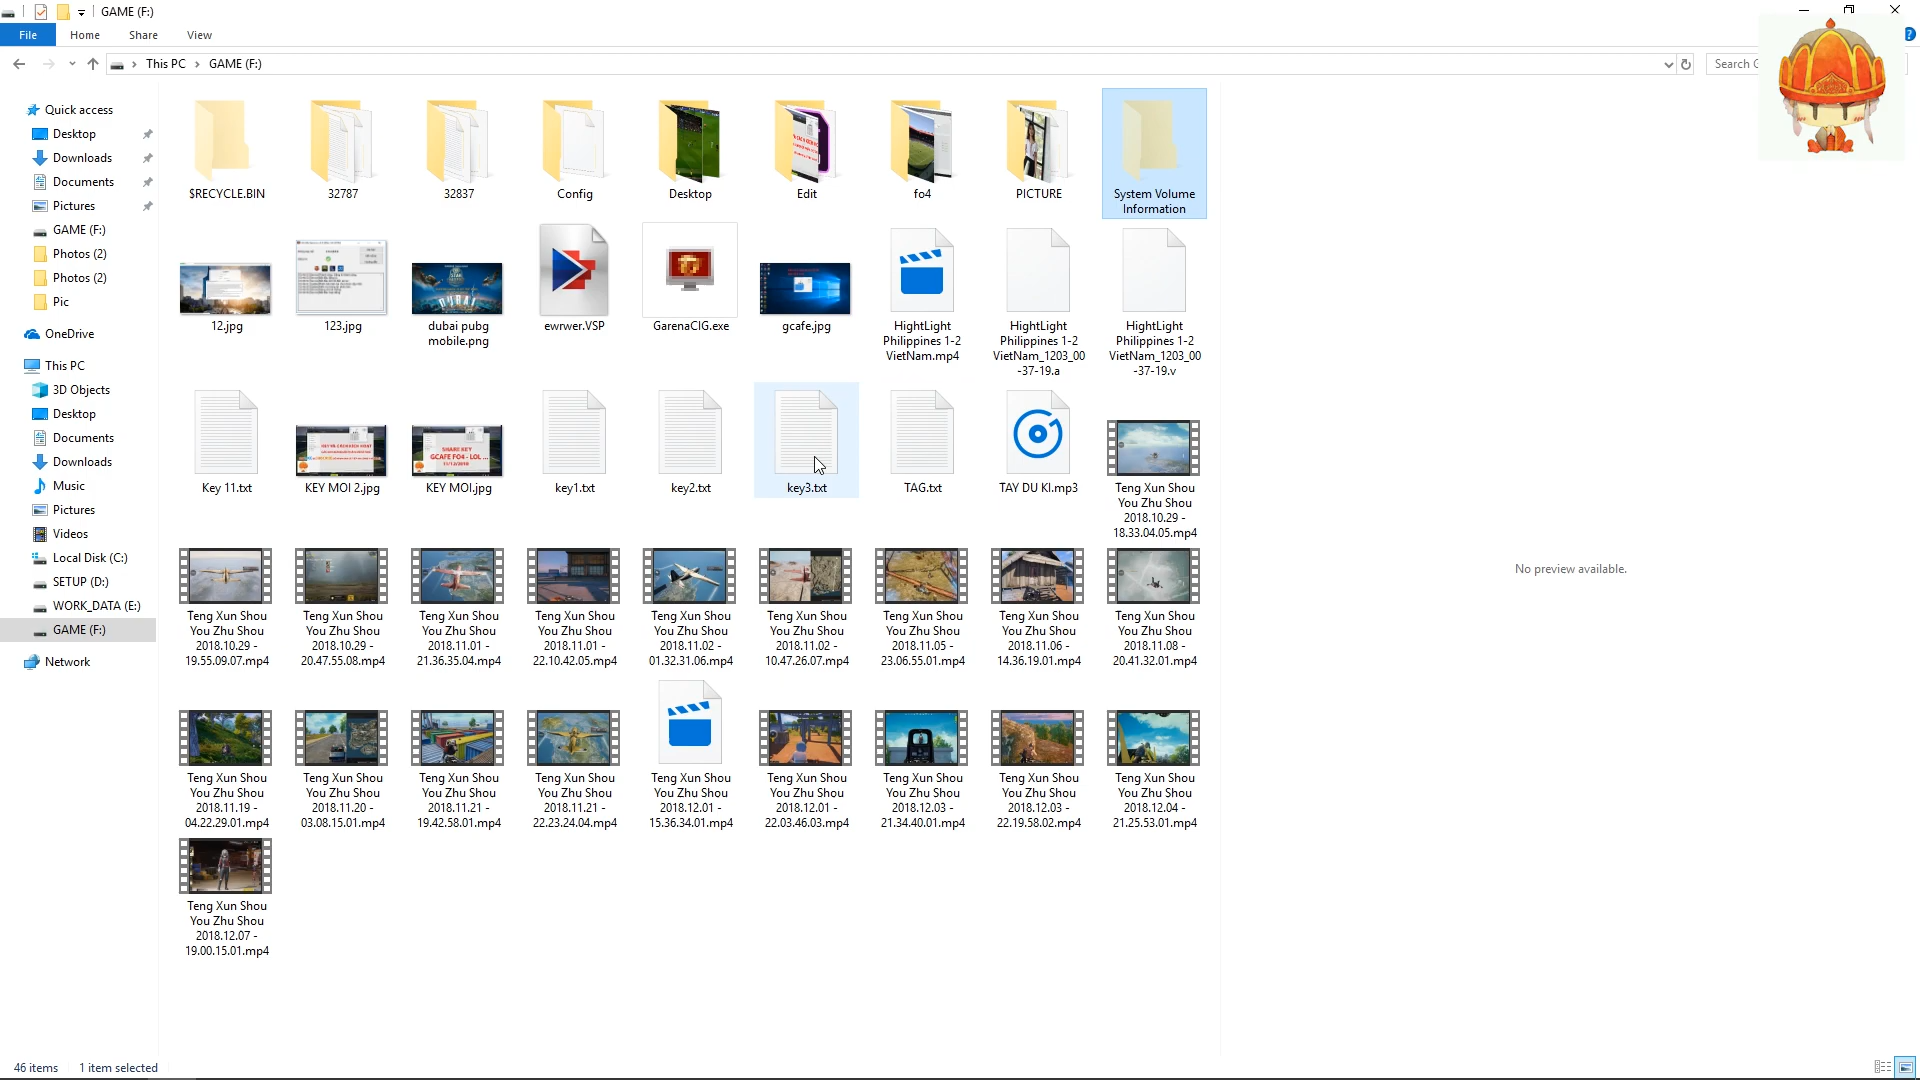 GAME (F:)
File
Home
Share
View
This PC
GAME (F:)
Search G
Quick access
Desktop
Downloads
Documents
Pictures
GAME (F:)
Photos (2)
Photos (2)
Pic
OneDrive
This PC
3D Objects
Desktop
Documents
Downloads
Music
Pictures
Videos
Local Disk (C:)
SETUP (D:)
WORK_DATA (E:)
GAME (F:)
Network
$RECYCLE.BIN
32787
32837
Config
Desktop
Edit
fo4
PICTURE
System Volume
Information
12.jpg
123.jpg
dubai pubg
mobile.png
ewrwer.VSP
GarenaCIG.exe
gcafe.jpg
HightLight
Philippines 1-2
VietNam.mp4
HightLight
Philippines 1-2
VietNam_1203_00
-37-19.a
HightLight
Philippines 1-2
VietNam_1203_00
-37-19.v
Key 11.txt
KEY MOI 2.jpg
SHARE KEY
GCAFE FO4 - LOL ...
11/12/2018
KEY MOI.jpg
key1.txt
key2.txt
key3.txt
TAG.txt
TAY DU KI.mp3
Teng Xun Shou
You Zhu Shou
2018.10.29 -
18.33.04.05.mp4
Teng Xun Shou
You Zhu Shou
2018.10.29 -
19.55.09.07.mp4
Teng Xun Shou
You Zhu Shou
2018.10.29 -
20.47.55.08.mp4
Teng Xun Shou
You Zhu Shou
2018.11.01 -
21.36.35.04.mp4
Teng Xun Shou
You Zhu Shou
2018.11.01 -
22.10.42.05.mp4
Teng Xun Shou
You Zhu Shou
2018.11.02 -
01.32.31.06.mp4
Teng Xun Shou
You Zhu Shou
2018.11.02 -
10.47.26.07.mp4
Teng Xun Shou
You Zhu Shou
2018.11.05 -
23.06.55.01.mp4
Teng Xun Shou
You Zhu Shou
2018.11.06 -
14.36.19.01.mp4
Teng Xun Shou
You Zhu Shou
2018.11.08 -
20.41.32.01.mp4
Teng Xun Shou
You Zhu Shou
2018.11.19 -
04.22.29.01.mp4
Teng Xun Shou
You Zhu Shou
2018.11.20 -
03.08.15.01.mp4
Teng Xun Shou
You Zhu Shou
2018.11.21 -
19.42.58.01.mp4
Teng Xun Shou
You Zhu Shou
2018.11.21 -
22.23.24.04.mp4
Teng Xun Shou
You Zhu Shou
2018.12.01 -
15.36.34.01.mp4
Teng Xun Shou
You Zhu Shou
2018.12.01 -
22.03.46.03.mp4
Teng Xun Shou
You Zhu Shou
2018.12.03 -
21.34.40.01.mp4
Teng Xun Shou
You Zhu Shou
2018.12.03 -
22.19.58.02.mp4
Teng Xun Shou
You Zhu Shou
2018.12.04 -
21.25.53.01.mp4
Teng Xun Shou
You Zhu Shou
2018.12.07 -
19.00.15.01.mp4
No preview available.
46 items
1 item selected